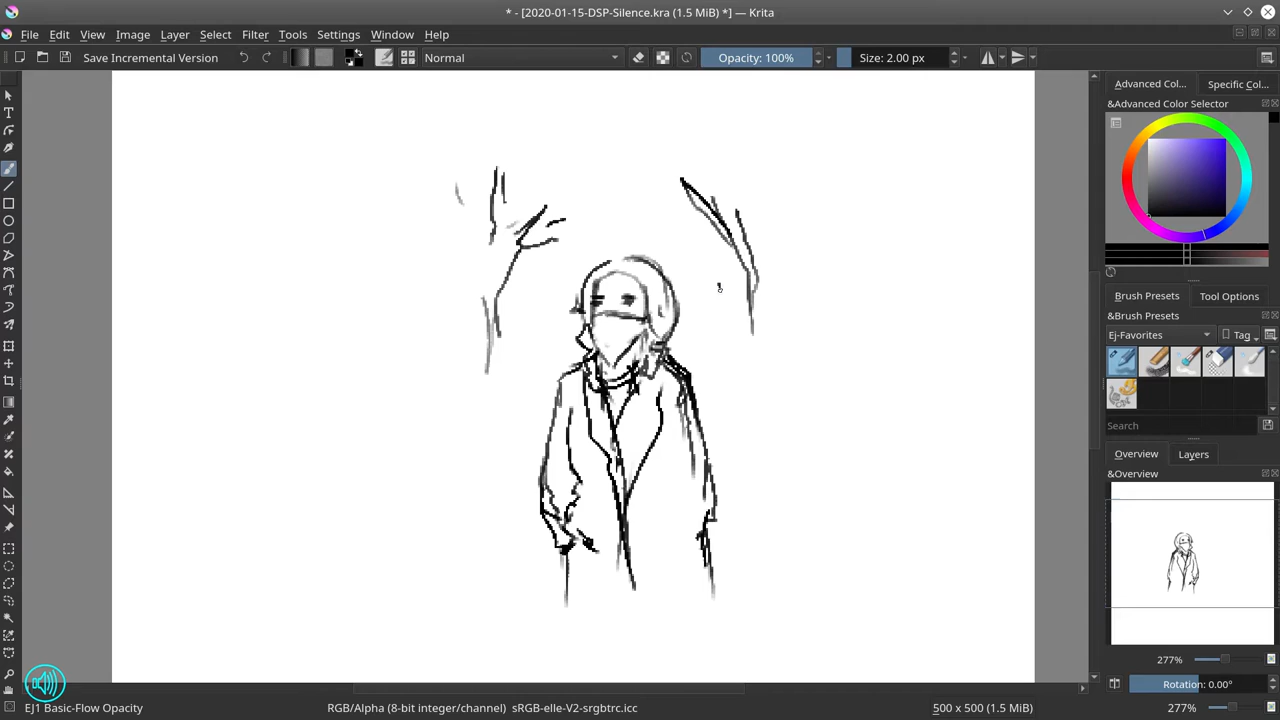 * - [2020-01-15-DSP-Silence.kra (1.5 MiB) *] — Krita
File Edit View Image Layer Select Filter Tools Settings Window Help
Save Incremental Version Normal Opacity: 100% Size: 2.00 px
Advanced Col... Specific Col...
&Advanced Color Selector
Brush Presets Tool Options
&Brush Presets
Ej-Favorites Tag
Search
Overview Layers
&Overview
277%
Rotation: 0.00°
EJ1 Basic-Flow Opacity RGB/Alpha (8-bit integer/channel) sRGB-elle-V2-srgbtrc.icc 500 x 500 (1.5 MiB) 277%